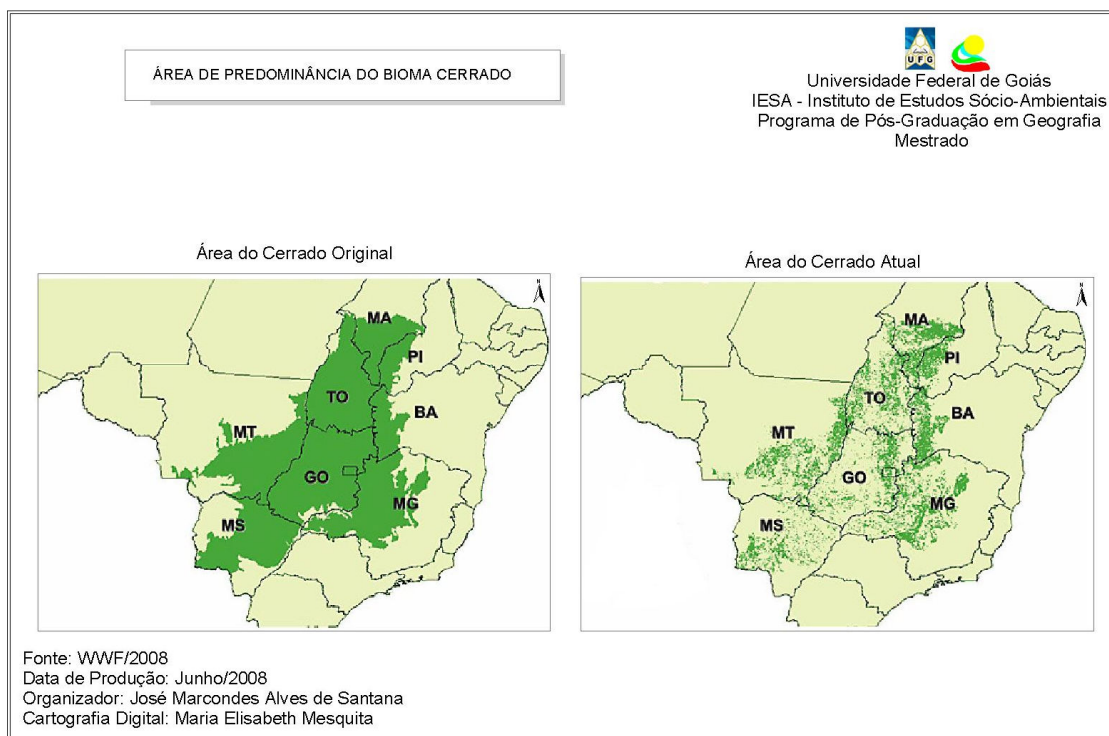 ÁREA DE PREDOMINÂNCIA DO BIOMA CERRADO
UFG
Universidade Federal de Goiás
IESA - Instituto de Estudos Sócio-Ambientais
Programa de Pós-Graduação em Geografia
Mestrado
Área do Cerrado Original
N
MA
PI
TO
BA
MT
GO
MG
MS
Área do Cerrado Atual
N
MA
PI
TO
BA
MT
GO
MG
MS
Fonte: WWF/2008
Data de Produção: Junho/2008
Organizador: José Marcondes Alves de Santana
Cartografia Digital: Maria Elisabeth Mesquita